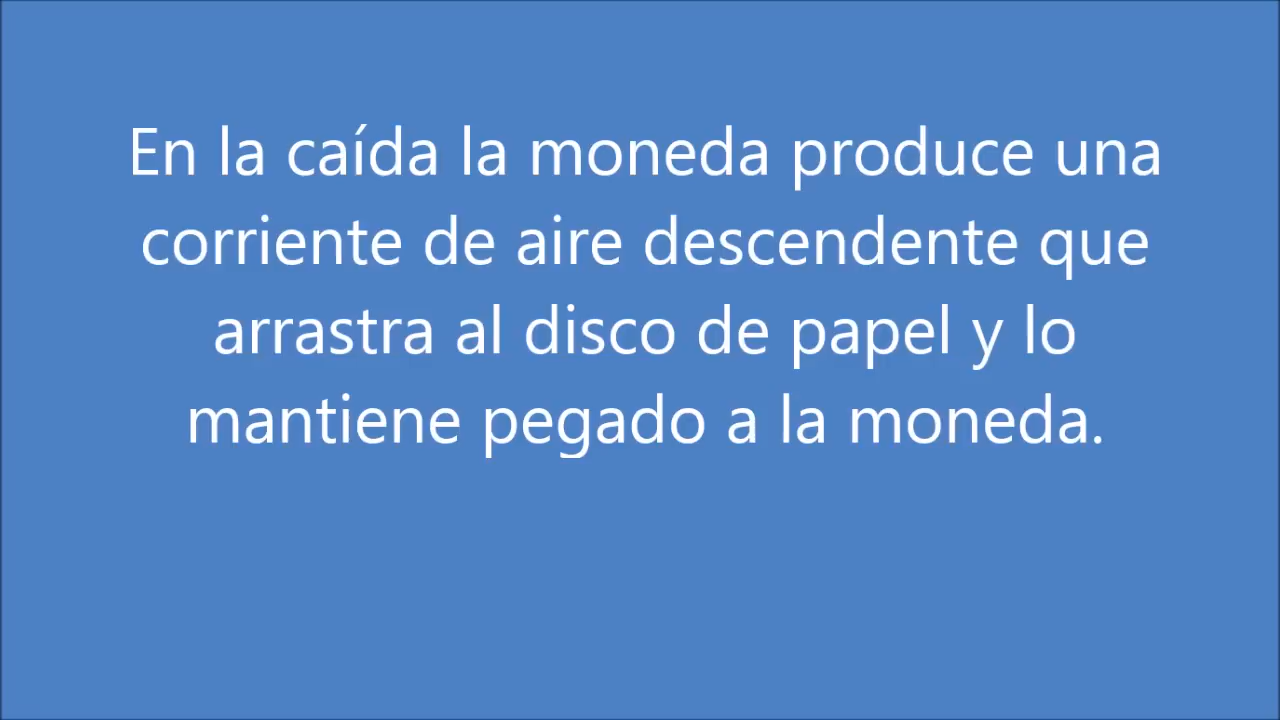 En la caída la moneda produce una
corriente de aire descendente que
arrastra al disco de papel y lo
mantiene pegado a la moneda.